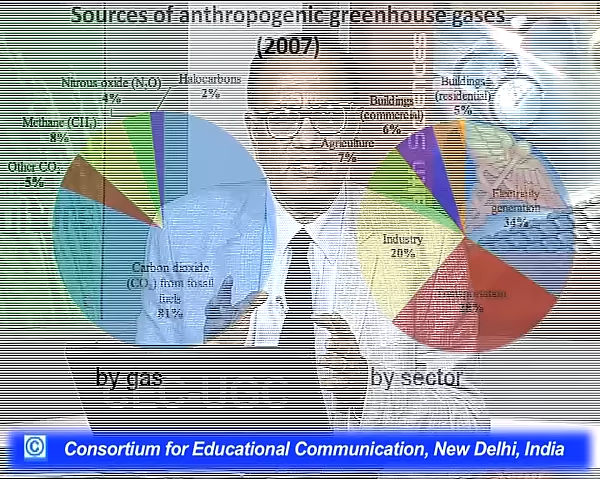 Sources of anthropogenic greenhouse gases
(2007)
Nitrous oxide (N₂O)
4%
Halocarbons
2%
Methane (CH₄)
8%
Other CO₂
5%
Carbon dioxide
(CO₂) from fossil
fuels
81%
Buildings
(residential)
5%
Buildings
(commercial)
6%
Agriculture
7%
Industry
20%
Electricity
generation
34%
Transportation
28%
by gas
by sector
© Consortium for Educational Communication, New Delhi, India